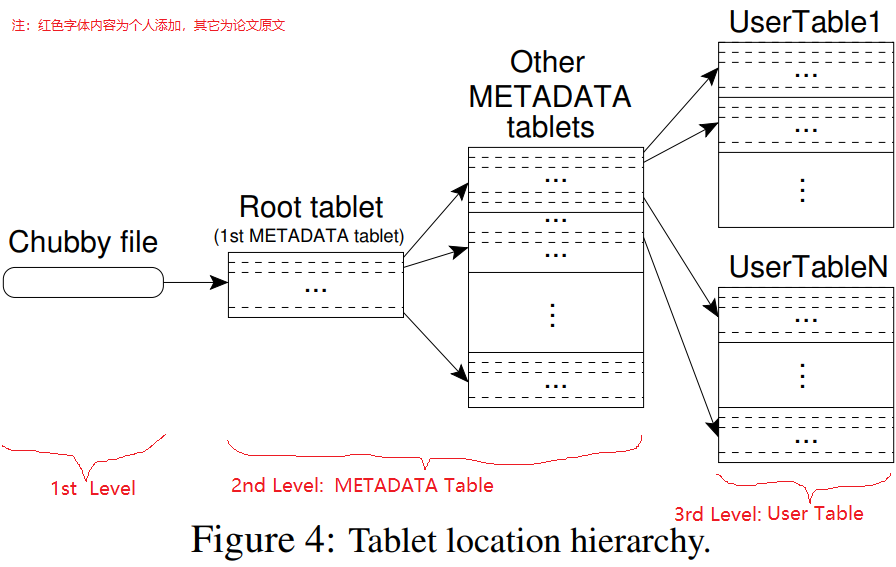 注：红色字体内容为个人添加，其它为论文原文
UserTable1
...
...
Other
METADATA
tablets
...
...
...
...
Root tablet
(1st METADATA tablet)
...
Chubby file
UserTableN
...
...
1st Level
2nd Level: METADATA Table
3rd Level: User Table
Figure 4: Tablet location hierarchy.